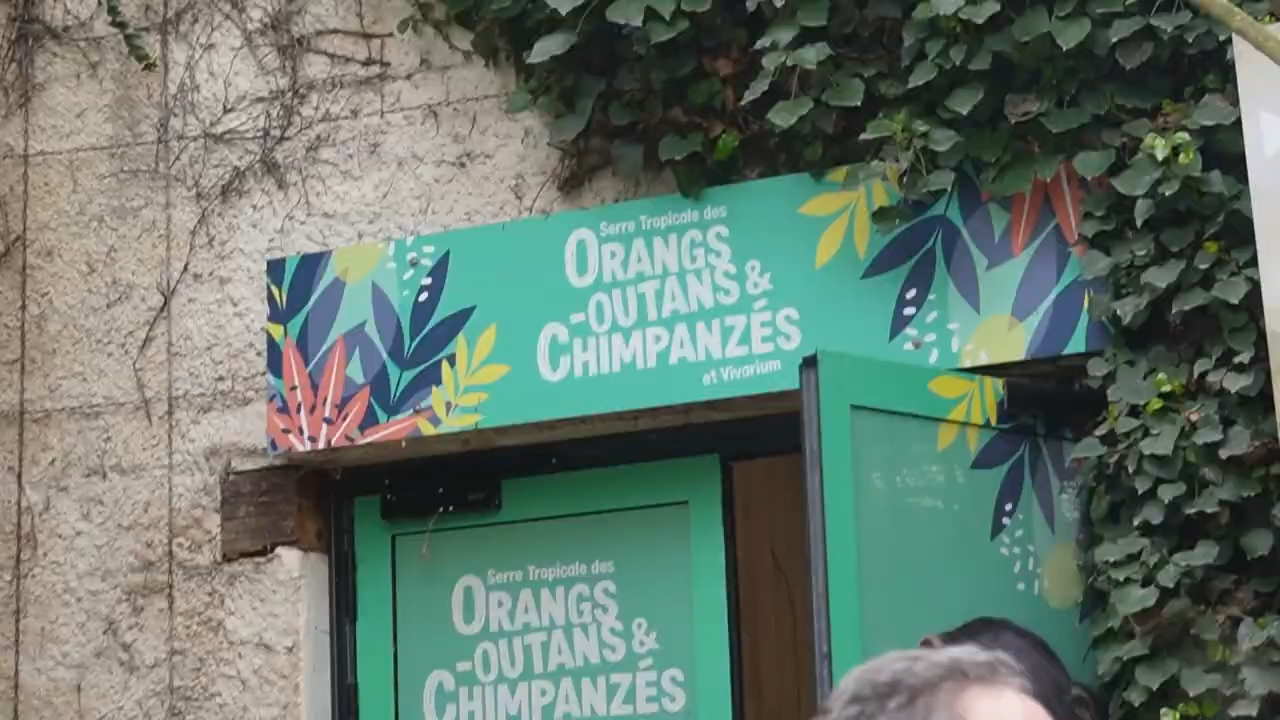 Serre Tropicale des
ORANGS
-OUTANS &
CHIMPANZÉS
et Vivarium
Serre Tropicale des
ORANGS
-OUTANS &
CHIMPANZÉS